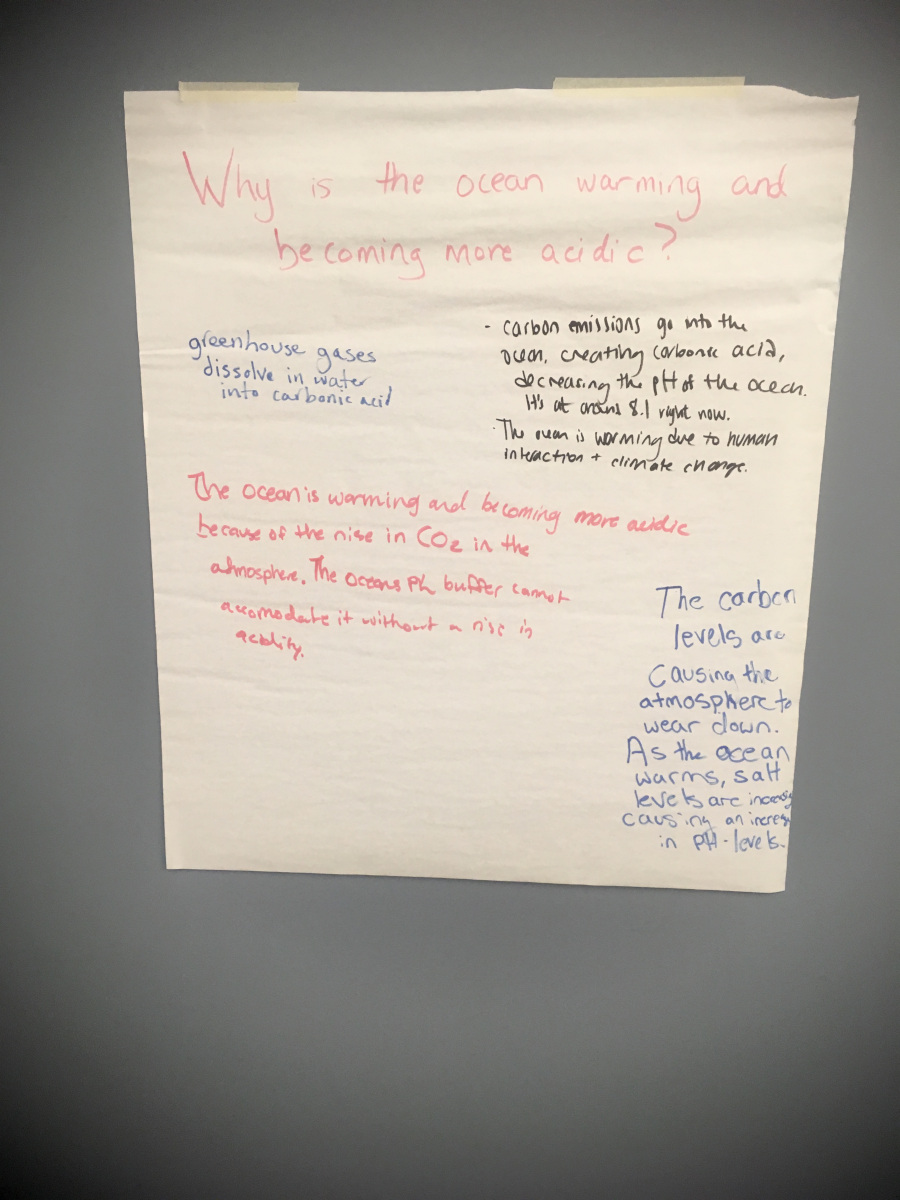 Why is the ocean warming and
becoming more acidic?
greenhouse gases
dissolve in water
into carbonic acid
- carbon emissions go into the
ocean, creating carbonic acid,
decreasing the pH of the ocean.
It's at around 8.1 right now.
· The ocean is warming due to human
interaction + climate change.
The ocean is warming and becoming more acidic
because of the rise in CO₂ in the
atmosphere. The oceans Ph buffer cannot
accomodate it without a rise in
acidity.
The carbon
levels are
causing the
atmosphere to
wear down.
As the ocean
warms, salt
levels are
causing an
in PH-levels.